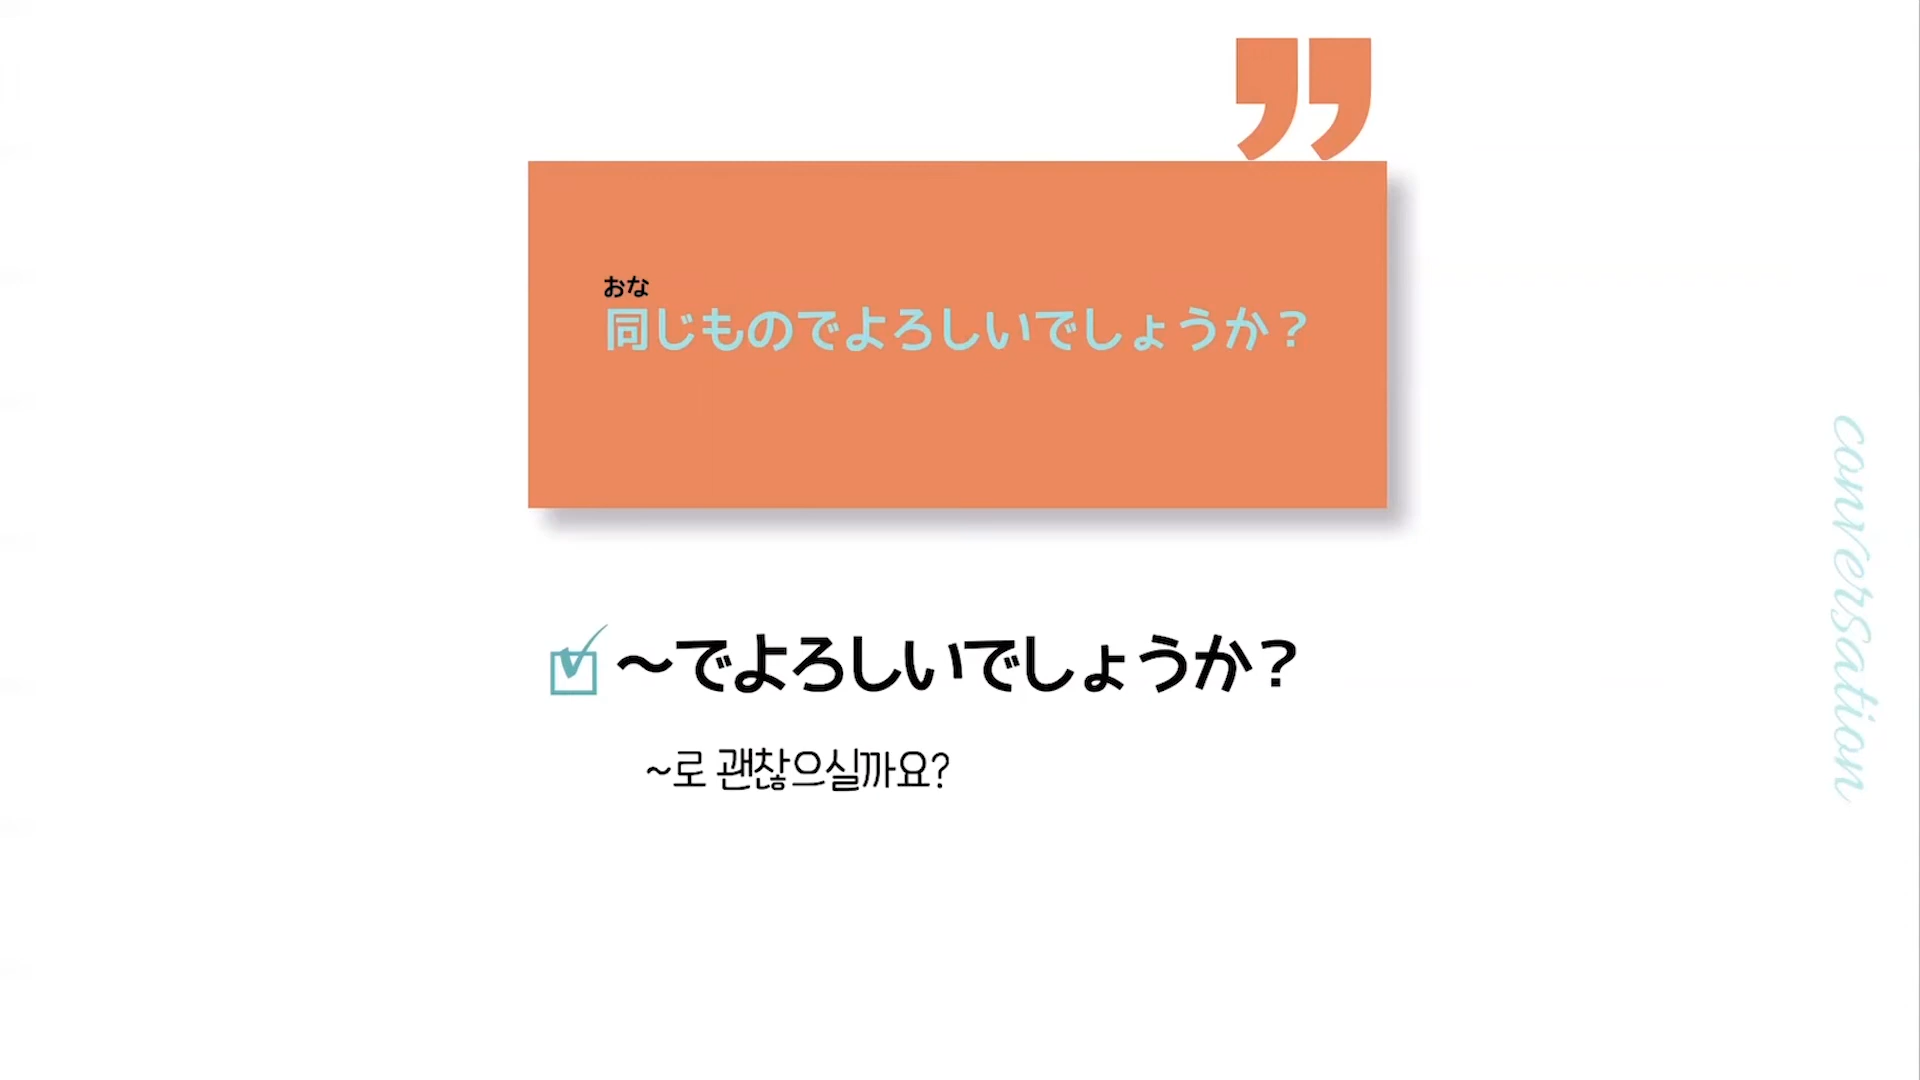 ”
おな
同じものでよろしいでしょうか？
～でよろしいでしょうか？
~로 괜찮으실까요?
conversation